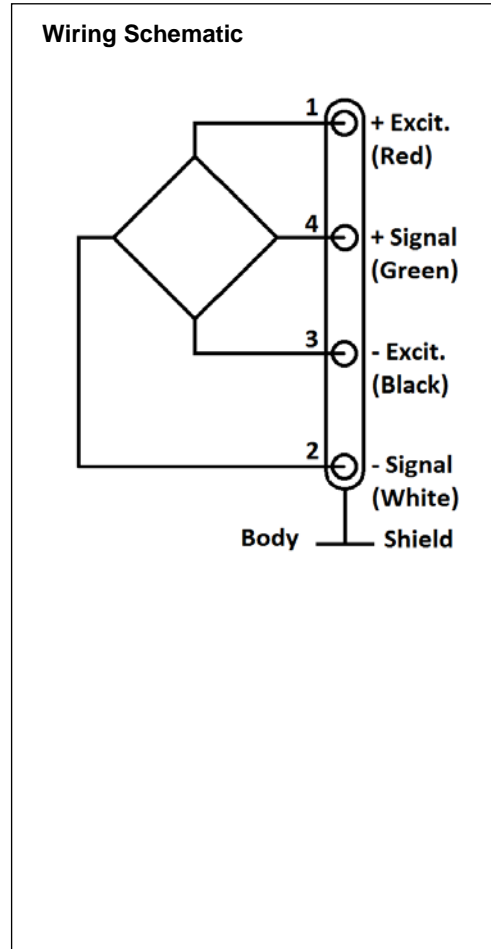 Wiring Schematic
1
+ Excit.
(Red)
4
+ Signal
(Green)
3
- Excit.
(Black)
2
- Signal
(White)
Body
Shield